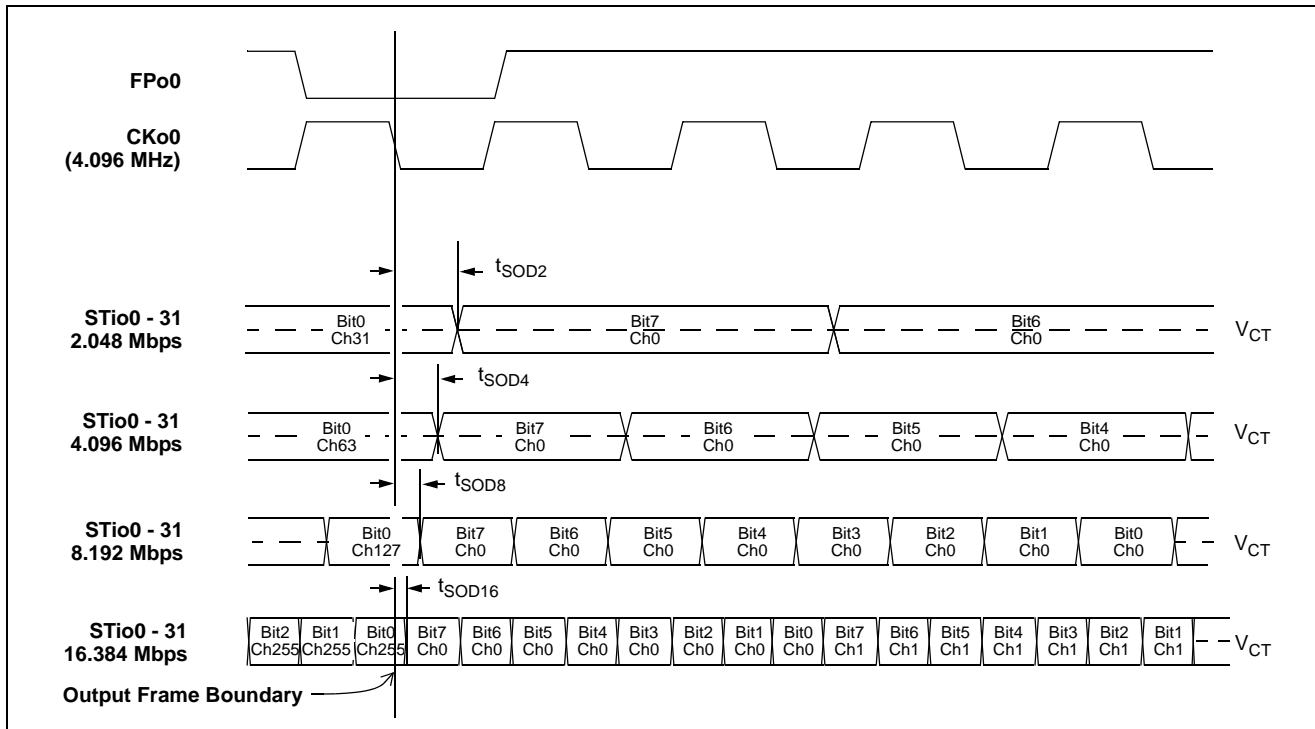 FPo0
CKo0
(4.096 MHz)
tSOD2
STio0 - 31
2.048 Mbps
Bit0
Ch31
Bit7
Ch0
Bit6
Ch0
VCT
tSOD4
STio0 - 31
4.096 Mbps
Bit0
Ch63
Bit7
Ch0
Bit6
Ch0
Bit5
Ch0
Bit4
Ch0
VCT
tSOD8
STio0 - 31
8.192 Mbps
Bit0
Ch127
Bit7
Ch0
Bit6
Ch0
Bit5
Ch0
Bit4
Ch0
Bit3
Ch0
Bit2
Ch0
Bit1
Ch0
Bit0
Ch0
VCT
tSOD16
STio0 - 31
16.384 Mbps
Bit2
Ch255
Bit1
Ch255
Bit0
Ch255
Bit7
Ch0
Bit6
Ch0
Bit5
Ch0
Bit4
Ch0
Bit3
Ch0
Bit2
Ch0
Bit1
Ch0
Bit0
Ch0
Bit7
Ch1
Bit6
Ch1
Bit5
Ch1
Bit4
Ch1
Bit3
Ch1
Bit2
Ch1
Bit1
Ch1
VCT
Output Frame Boundary